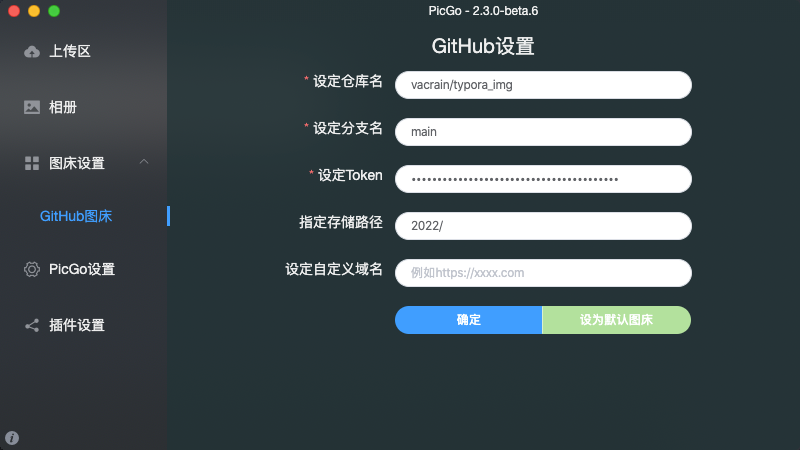 PicGo - 2.3.0-beta.6
上传区
相册
图床设置
GitHub图床
PicGo设置
插件设置
GitHub设置
* 设定仓库名 vacrain/typora_img
* 设定分支名 main
* 设定Token ••••••••••••••••••••••••••••••••••••••••
指定存储路径 2022/
设定自定义域名 例如https://xxxx.com
确定 设为默认图床